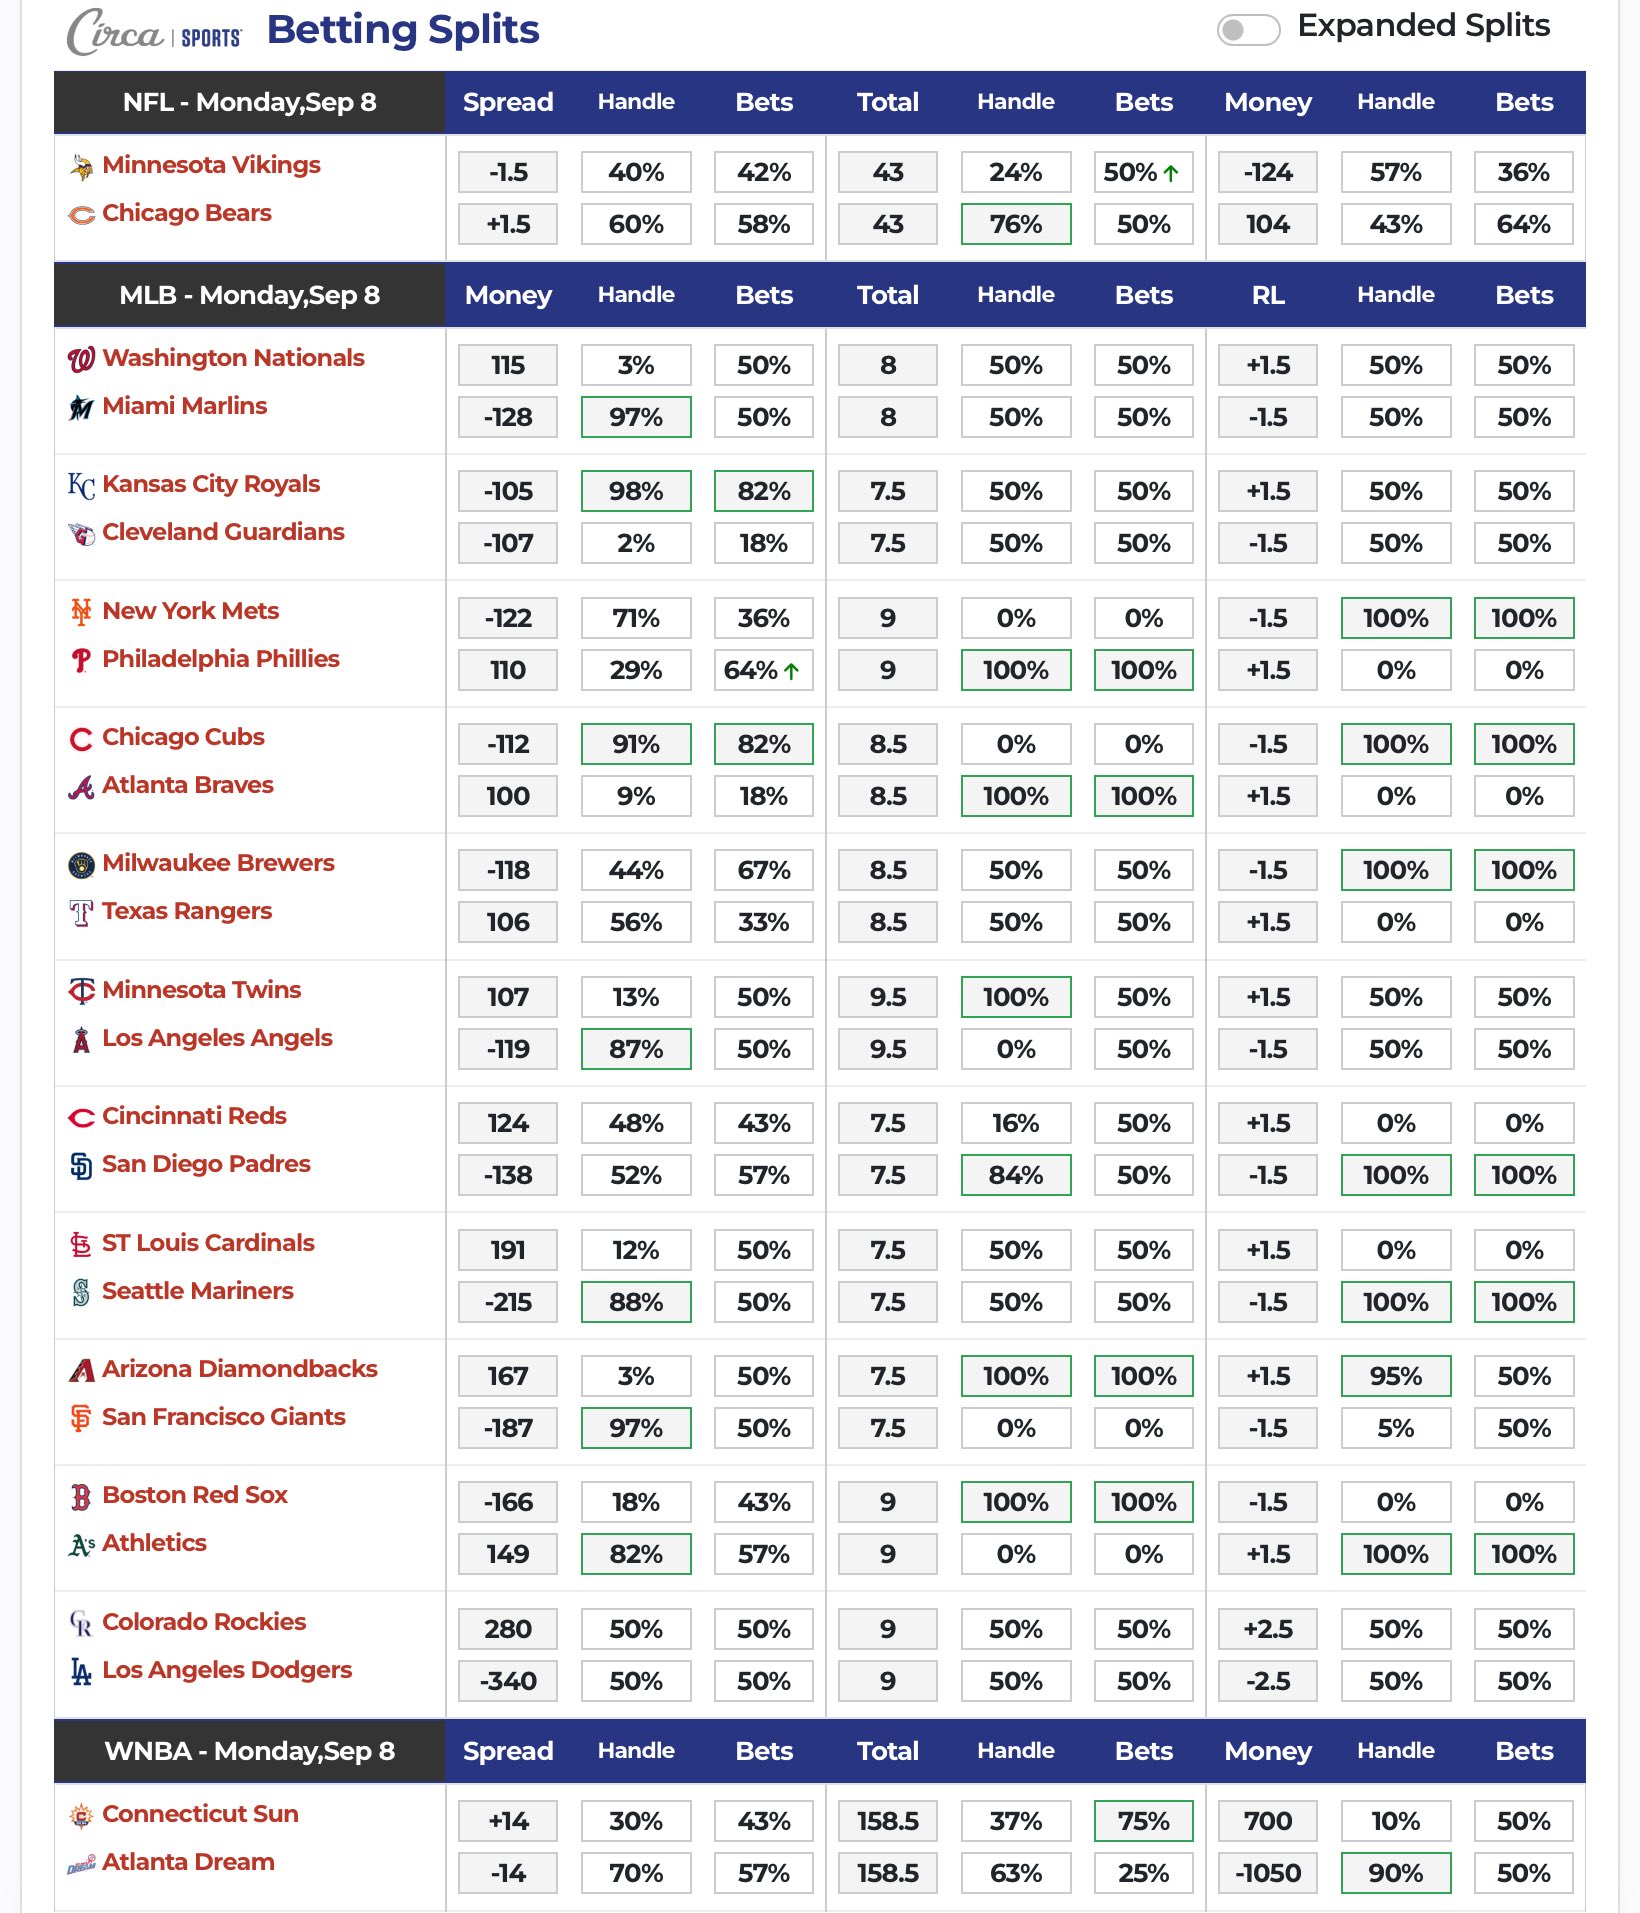 Circa | SPORTS Betting Splits Expanded Splits
NFL - Monday,Sep 8 Spread Handle Bets Total Handle Bets Money Handle Bets
Minnesota Vikings -1.5 40% 42% 43 24% 50% ↑ -124 57% 36%
Chicago Bears +1.5 60% 58% 43 76% 50% 104 43% 64%
MLB - Monday,Sep 8 Money Handle Bets Total Handle Bets RL Handle Bets
Washington Nationals 115 3% 50% 8 50% 50% +1.5 50% 50%
Miami Marlins -128 97% 50% 8 50% 50% -1.5 50% 50%
Kansas City Royals -105 98% 82% 7.5 50% 50% +1.5 50% 50%
Cleveland Guardians -107 2% 18% 7.5 50% 50% -1.5 50% 50%
New York Mets -122 71% 36% 9 0% 0% -1.5 100% 100%
Philadelphia Phillies 110 29% 64% ↑ 9 100% 100% +1.5 0% 0%
Chicago Cubs -112 91% 82% 8.5 0% 0% -1.5 100% 100%
Atlanta Braves 100 9% 18% 8.5 100% 100% +1.5 0% 0%
Milwaukee Brewers -118 44% 67% 8.5 50% 50% -1.5 100% 100%
Texas Rangers 106 56% 33% 8.5 50% 50% +1.5 0% 0%
Minnesota Twins 107 13% 50% 9.5 100% 50% +1.5 50% 50%
Los Angeles Angels -119 87% 50% 9.5 0% 50% -1.5 50% 50%
Cincinnati Reds 124 48% 43% 7.5 16% 50% +1.5 0% 0%
San Diego Padres -138 52% 57% 7.5 84% 50% -1.5 100% 100%
ST Louis Cardinals 191 12% 50% 7.5 50% 50% +1.5 0% 0%
Seattle Mariners -215 88% 50% 7.5 50% 50% -1.5 100% 100%
Arizona Diamondbacks 167 3% 50% 7.5 100% 100% +1.5 95% 50%
San Francisco Giants -187 97% 50% 7.5 0% 0% -1.5 5% 50%
Boston Red Sox -166 18% 43% 9 100% 100% -1.5 0% 0%
Athletics 149 82% 57% 9 0% 0% +1.5 100% 100%
Colorado Rockies 280 50% 50% 9 50% 50% +2.5 50% 50%
Los Angeles Dodgers -340 50% 50% 9 50% 50% -2.5 50% 50%
WNBA - Monday,Sep 8 Spread Handle Bets Total Handle Bets Money Handle Bets
Connecticut Sun +14 30% 43% 158.5 37% 75% 700 10% 50%
Atlanta Dream -14 70% 57% 158.5 63% 25% -1050 90% 50%